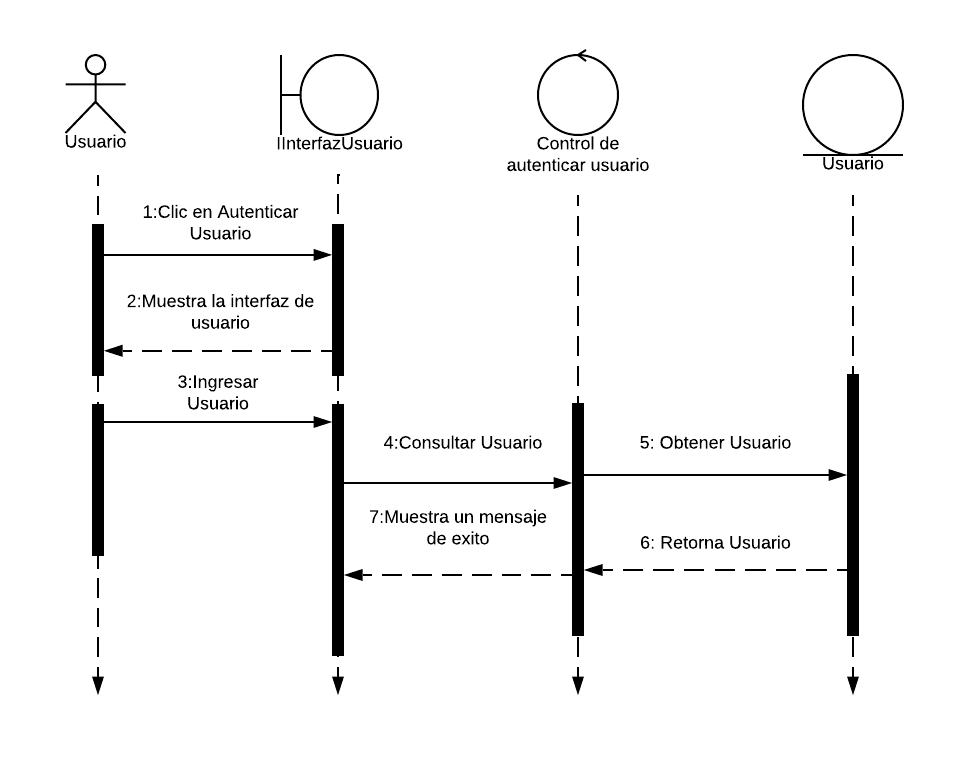 Usuario
IInterfazUsuario
Control de
autenticar usuario
Usuario
1:Clic en Autenticar
Usuario
2:Muestra la interfaz de
usuario
3:Ingresar
Usuario
4:Consultar Usuario
5: Obtener Usuario
7:Muestra un mensaje
de exito
6: Retorna Usuario